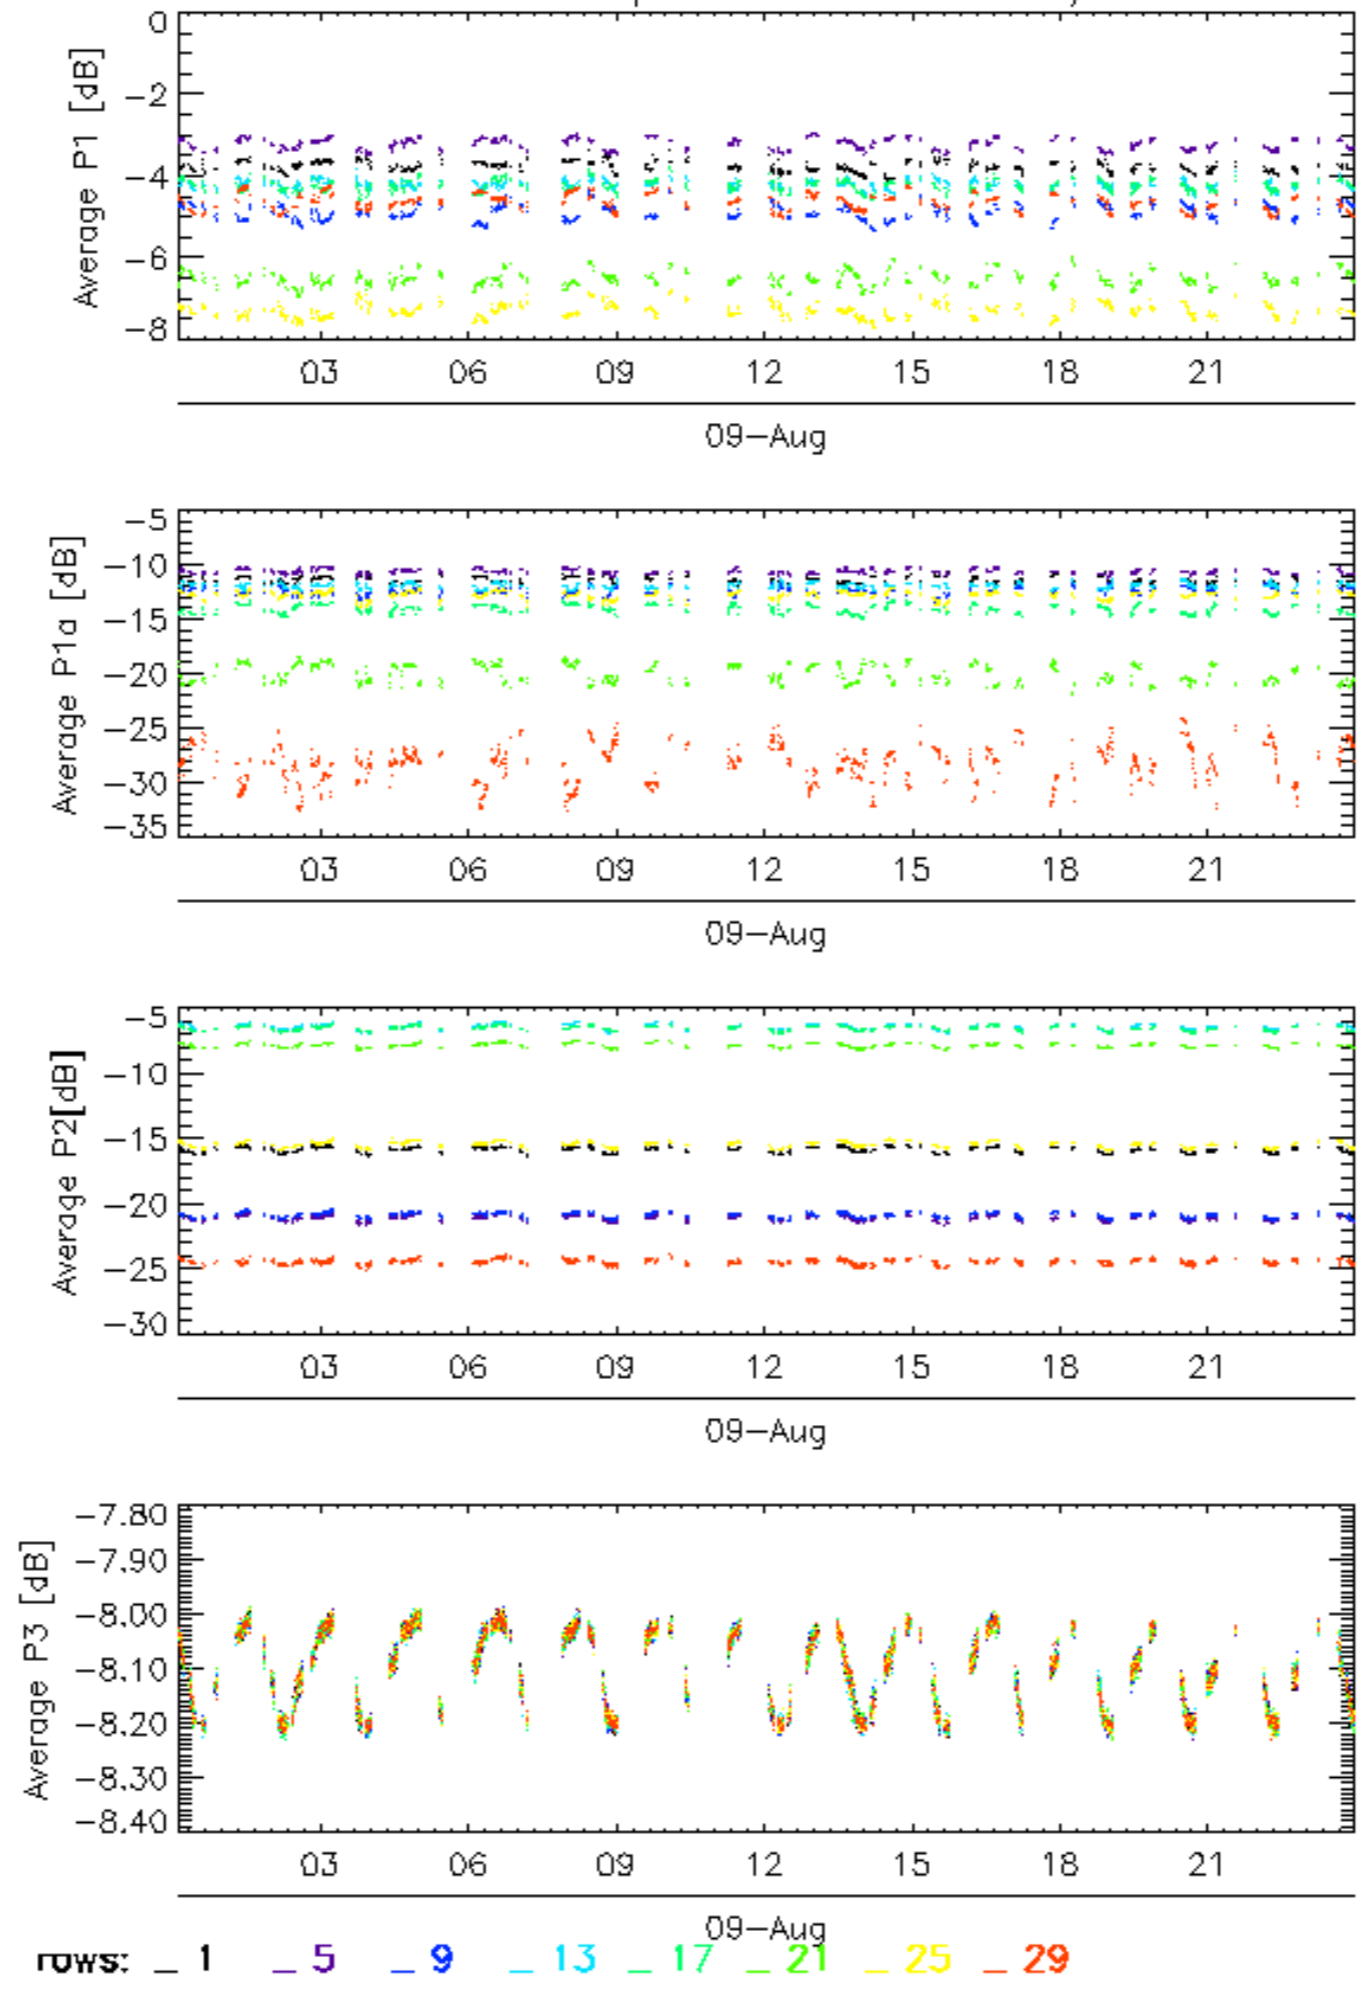 Average P1 [dB]
0
−2
−4
−6
−8
03 06 09 12 15 18 21
09−Aug
Average P1a [dB]
−5
−10
−15
−20
−25
−30
−35
03 06 09 12 15 18 21
09−Aug
Average P2[dB]
−5
−10
−15
−20
−25
−30
03 06 09 12 15 18 21
09−Aug
Average P3 [dB]
−7.80
−7.90
−8.00
−8.10
−8.20
−8.30
−8.40
03 06 09 12 15 18 21
09−Aug
rows: _ 1 _ 5 _ 9 _ 13 _ 17 _ 21 _ 25 _ 29